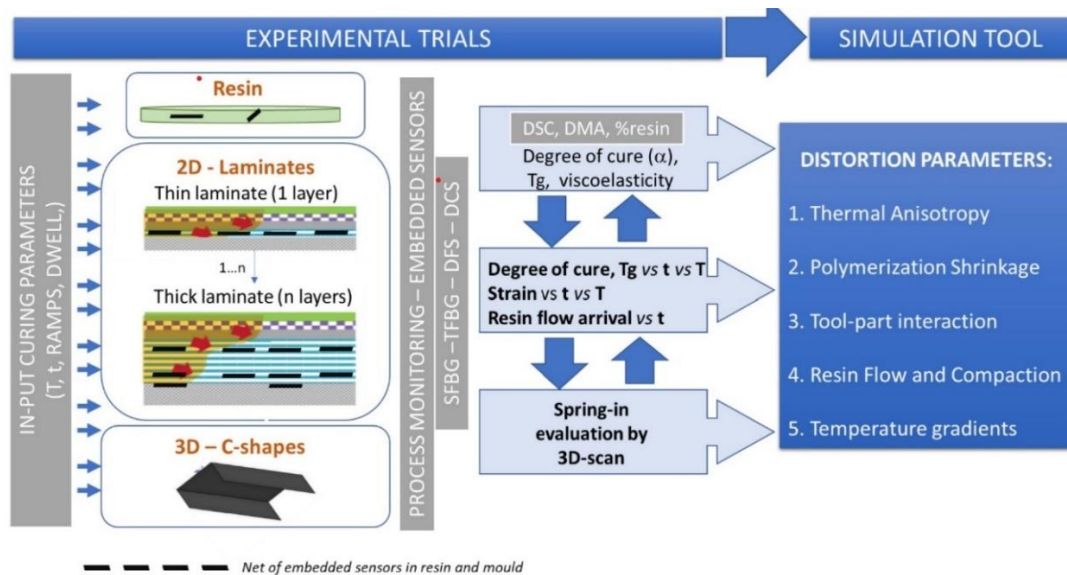 EXPERIMENTAL TRIALS
SIMULATION TOOL
IN-PUT CURING PARAMETERS
(T, t, RAMPS, DWELL,)
Resin
2D - Laminates
Thin laminate (1 layer)
1...n
Thick laminate (n layers)
3D – C-shapes
PROCESS MONITORING – EMBEDDED SENSORS
SFBG –TFBG – DFS – DCS
DSC, DMA, %resin
Degree of cure (α),
Tg, viscoelasticity
Degree of cure, Tg vs t vs T
Strain vs t vs T
Resin flow arrival vs t
Spring-in
evaluation by
3D-scan
DISTORTION PARAMETERS:
1. Thermal Anisotropy
2. Polymerization Shrinkage
3. Tool-part interaction
4. Resin Flow and Compaction
5. Temperature gradients
Net of embedded sensors in resin and mould